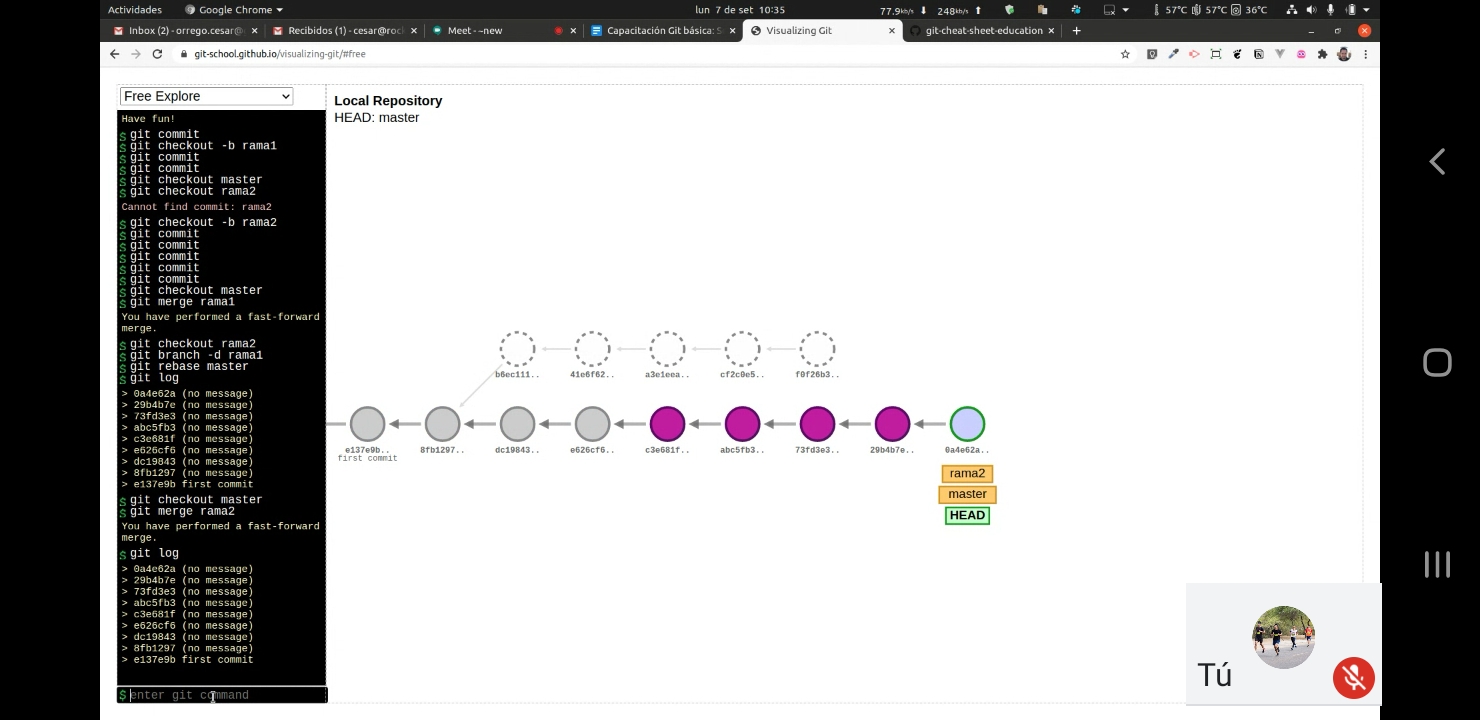 Actividades
Google Chrome
lun 7 de set 10:35
77.9kb/s
248kb/s
57°C
57°C
36°C
Inbox (2) - orrego.cesar@
Recibidos (1) - cesar@roc
Meet - ~new
Capacitación Git básica: S
Visualizing Git
git-cheat-sheet-education
git-school.github.io/visualizing-git/#free
Free Explore
Have fun!
$ git commit
$ git checkout -b rama1
$ git commit
$ git commit
$ git checkout master
$ git checkout rama2
Cannot find commit: rama2
$ git checkout -b rama2
$ git commit
$ git commit
$ git commit
$ git commit
$ git commit
$ git checkout master
$ git merge rama1
You have performed a fast-forward
merge.
$ git checkout rama2
$ git branch -d rama1
$ git rebase master
$ git log
> 0a4e62a (no message)
> 29b4b7e (no message)
> 73fd3e3 (no message)
> abc5fb3 (no message)
> c3e681f (no message)
> e626cf6 (no message)
> dc19843 (no message)
> 8fb1297 (no message)
> e137e9b first commit
$ git checkout master
$ git merge rama2
You have performed a fast-forward
merge.
$ git log
> 0a4e62a (no message)
> 29b4b7e (no message)
> 73fd3e3 (no message)
> abc5fb3 (no message)
> c3e681f (no message)
> e626cf6 (no message)
> dc19843 (no message)
> 8fb1297 (no message)
> e137e9b first commit
$ enter git command
Local Repository
HEAD: master
b6ec111..
41e6f62..
a3e1eea..
cf2c0e5..
f0f26b3..
e137e9b..
first commit
8fb1297..
dc19843..
e626cf6..
c3e681f..
abc5fb3..
73fd3e3..
29b4b7e..
0a4e62a..
rama2
master
HEAD
Tú